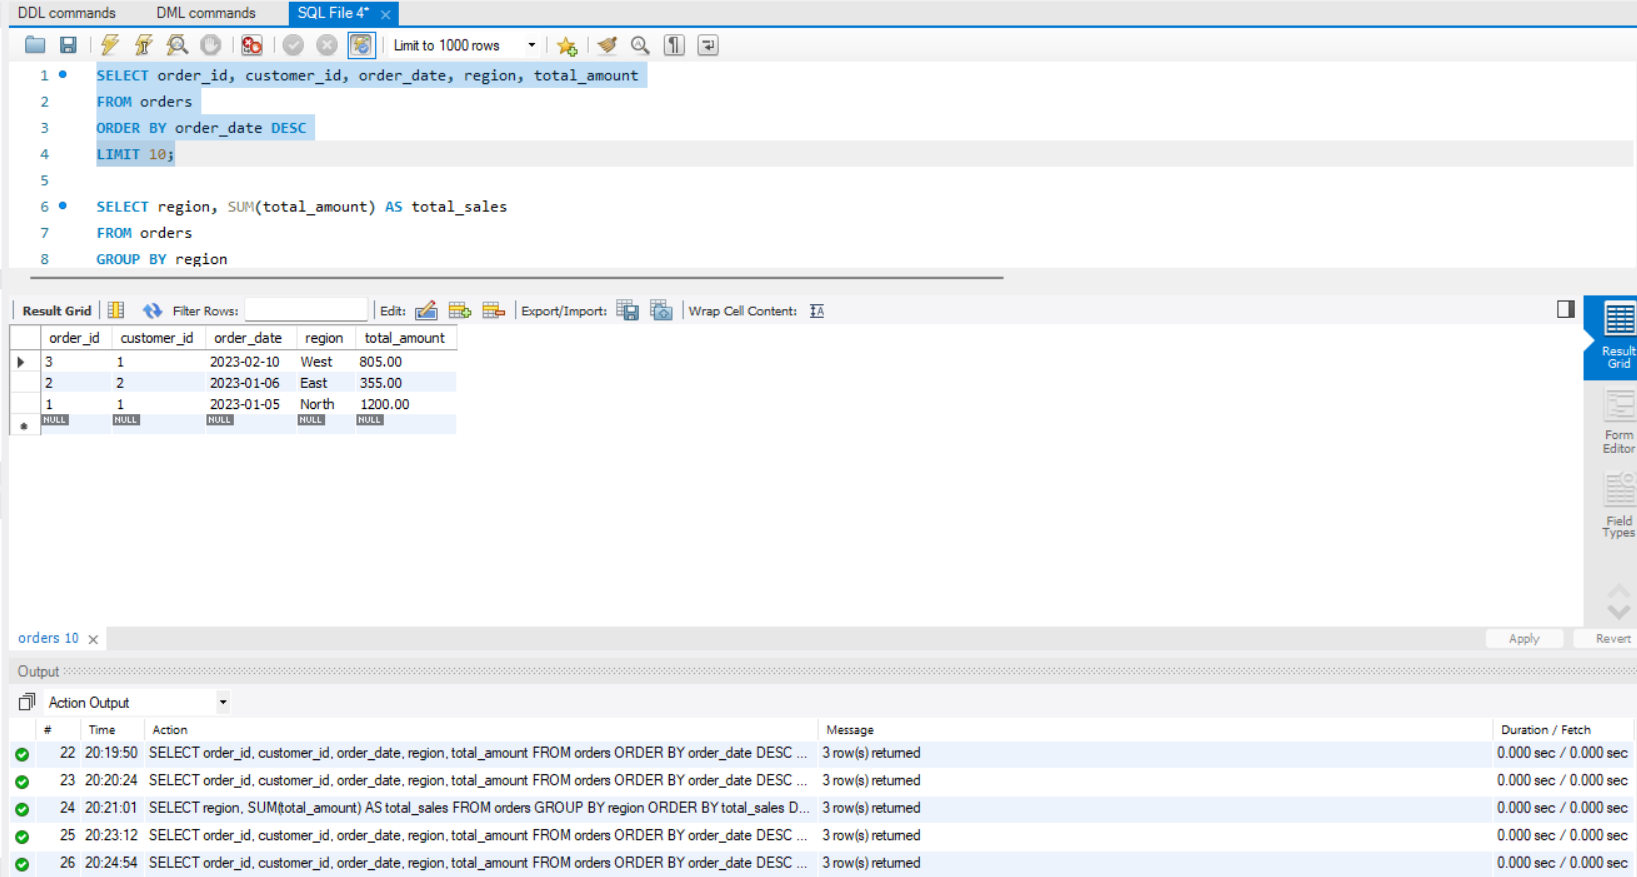 DDL commands DML commands SQL File 4*
Limit to 1000 rows
1 SELECT order_id, customer_id, order_date, region, total_amount
2 FROM orders
3 ORDER BY order_date DESC
4 LIMIT 10;
5
6 SELECT region, SUM(total_amount) AS total_sales
7 FROM orders
8 GROUP BY region
Result Grid Filter Rows: Edit: Export/Import: Wrap Cell Content:
order_id customer_id order_date region total_amount
3 1 2023-02-10 West 805.00
2 2 2023-01-06 East 355.00
1 1 2023-01-05 North 1200.00
NULL NULL NULL NULL NULL
Result
Grid
Form
Editor
Field
Types
orders 10
Apply Revert
Output
Action Output
# Time Action Message Duration / Fetch
22 20:19:50 SELECT order_id, customer_id, order_date, region, total_amount FROM orders ORDER BY order_date DESC ... 3 row(s) returned 0.000 sec / 0.000 sec
23 20:20:24 SELECT order_id, customer_id, order_date, region, total_amount FROM orders ORDER BY order_date DESC ... 3 row(s) returned 0.000 sec / 0.000 sec
24 20:21:01 SELECT region, SUM(total_amount) AS total_sales FROM orders GROUP BY region ORDER BY total_sales D... 3 row(s) returned 0.000 sec / 0.000 sec
25 20:23:12 SELECT order_id, customer_id, order_date, region, total_amount FROM orders ORDER BY order_date DESC ... 3 row(s) returned 0.000 sec / 0.000 sec
26 20:24:54 SELECT order_id, customer_id, order_date, region, total_amount FROM orders ORDER BY order_date DESC ... 3 row(s) returned 0.000 sec / 0.000 sec